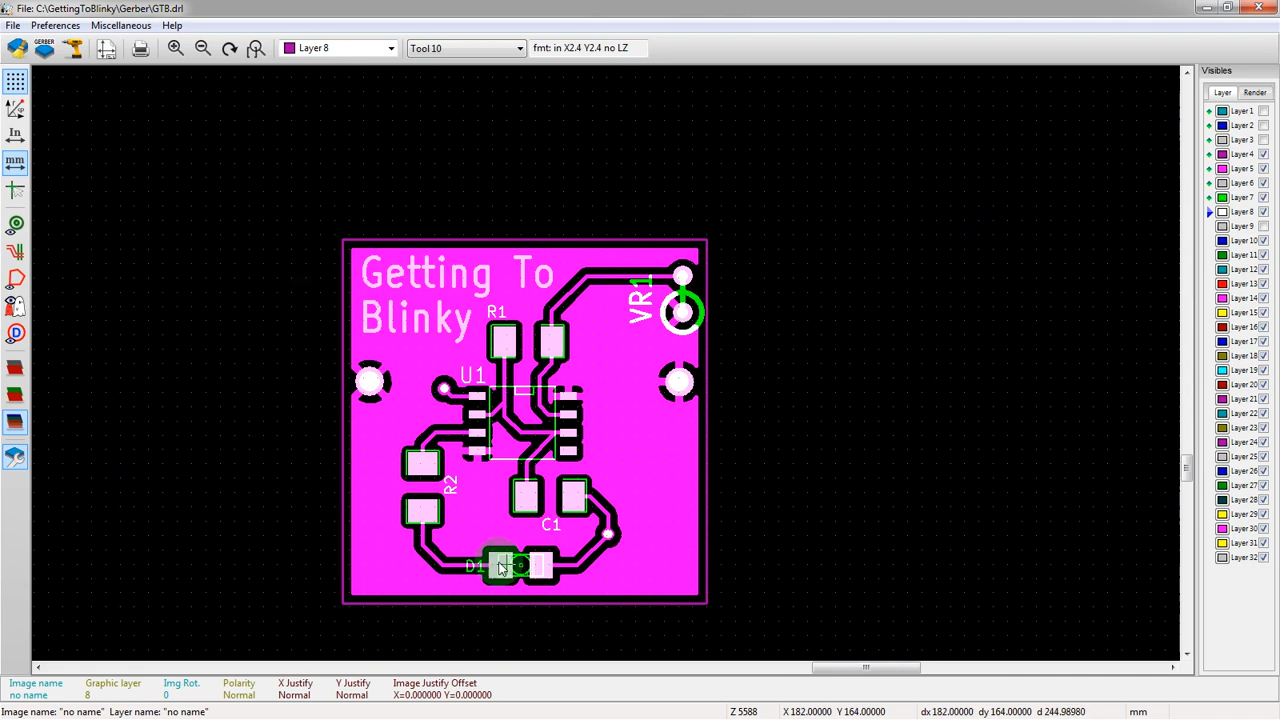 File: C:\GettingToBlinky\Gerber\GTB.drl
File Preferences Miscellaneous Help
GERBER Layer 8 Tool 10 fmt: in X2.4 Y2.4 no LZ
In
mm
Visibles
Layer Render
Layer 1
Layer 2
Layer 3
Layer 4
Layer 5
Layer 6
Layer 7
Layer 8
Layer 9
Layer 10
Layer 11
Layer 12
Layer 13
Layer 14
Layer 15
Layer 16
Layer 17
Layer 18
Layer 19
Layer 20
Layer 21
Layer 22
Layer 23
Layer 24
Layer 25
Layer 26
Layer 27
Layer 28
Layer 29
Layer 30
Layer 31
Layer 32
Getting To
Blinky
R1
VR1
U1
R2
C1
D1
Image name Graphic layer Img Rot. Polarity X Justify Y Justify Image Justify Offset
no name 8 0 Normal Normal Normal X=0.000000 Y=0.000000
Image name: "no name" Layer name: "no name" Z 5588 X 182.00000 Y 164.00000 dx 182.00000 dy 164.00000 d 244.98980 mm